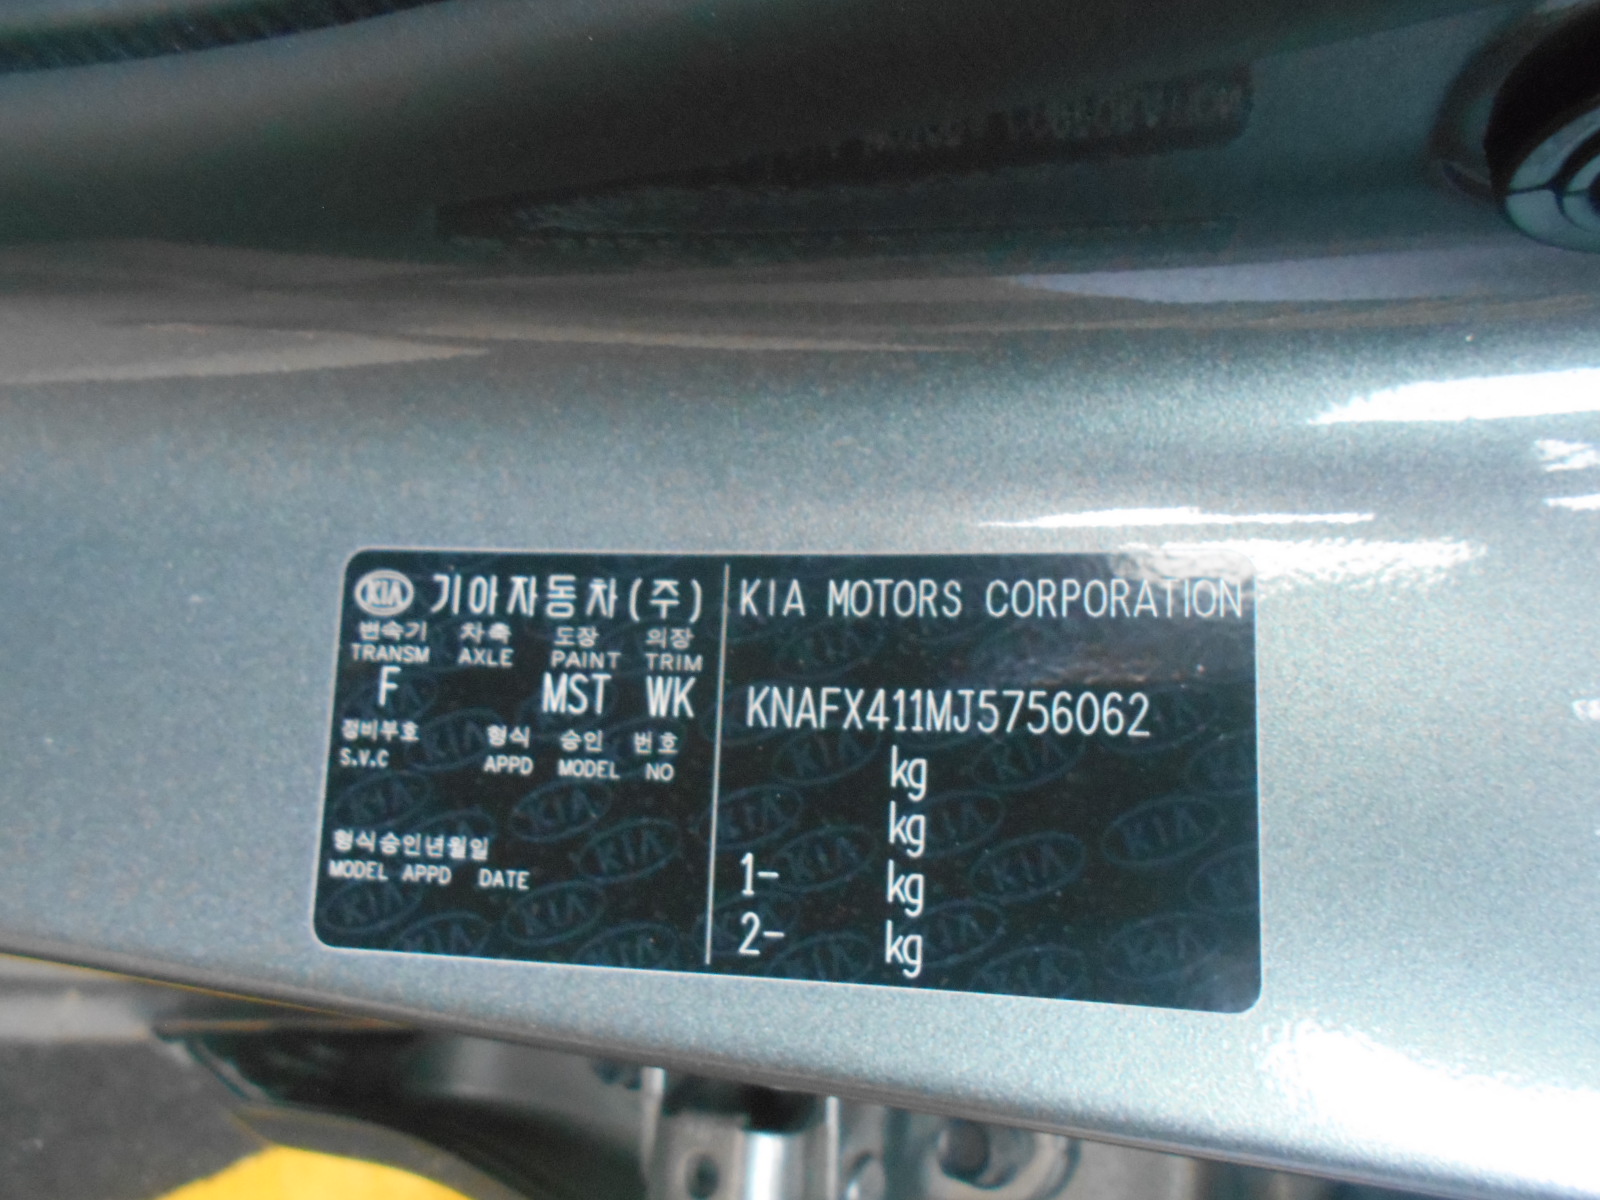 KIA 기아자동차(주)
변속기 차축 도장 의장
TRANSM AXLE PAINT TRIM
F MST WK
정비부호 형식 승인 번호
S.V.C APPD MODEL NO
형식승인년월일
MODEL APPD DATE
KIA MOTORS CORPORATION
KNAFX411MJ5756062
kg
kg
1- kg
2- kg